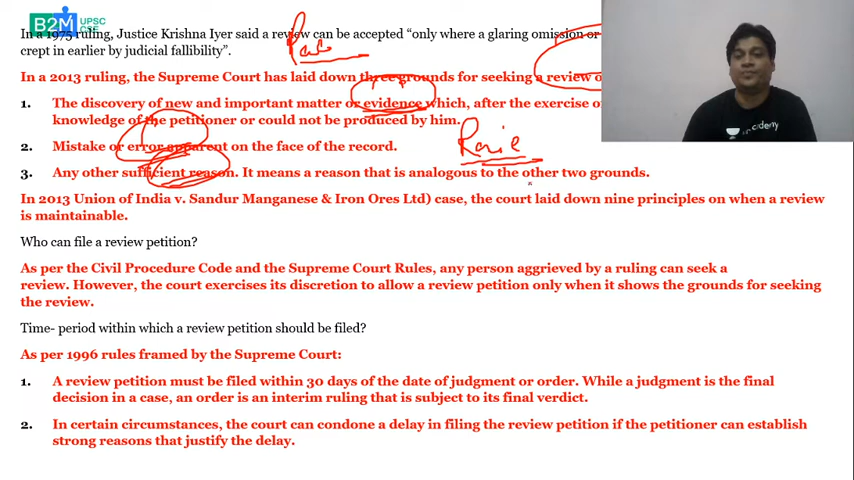 B2M UPSC CSE
In a 1975 ruling, Justice Krishna Iyer said a review can be accepted “only where a glaring omission or
crept in earlier by judicial fallibility”.
In a 2013 ruling, the Supreme Court has laid down three grounds for seeking a review o
1. The discovery of new and important matter or evidence which, after the exercise o
knowledge of the petitioner or could not be produced by him.
2. Mistake or error apparent on the face of the record.
3. Any other sufficient reason. It means a reason that is analogous to the other two grounds.
In 2013 Union of India v. Sandur Manganese & Iron Ores Ltd) case, the court laid down nine principles on when a review
is maintainable.
Who can file a review petition?
As per the Civil Procedure Code and the Supreme Court Rules, any person aggrieved by a ruling can seek a
review. However, the court exercises its discretion to allow a review petition only when it shows the grounds for seeking
the review.
Time- period within which a review petition should be filed?
As per 1996 rules framed by the Supreme Court:
1. A review petition must be filed within 30 days of the date of judgment or order. While a judgment is the final
decision in a case, an order is an interim ruling that is subject to its final verdict.
2. In certain circumstances, the court can condone a delay in filing the review petition if the petitioner can establish
strong reasons that justify the delay.